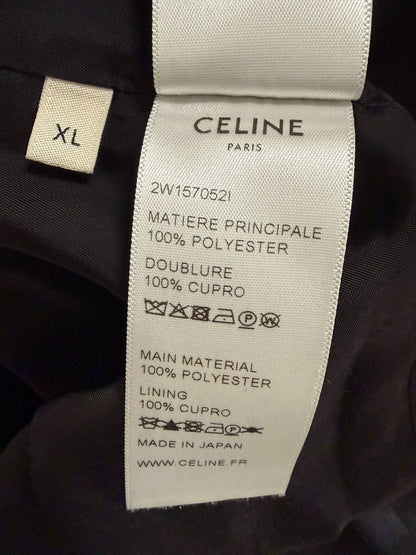 XL
CELINE
PARIS
2W157052I
MATIERE PRINCIPALE
100% POLYESTER
DOUBLURE
100% CUPRO
MAIN MATERIAL
100% POLYESTER
LINING
100% CUPRO
MADE IN JAPAN
WWW.CELINE.FR